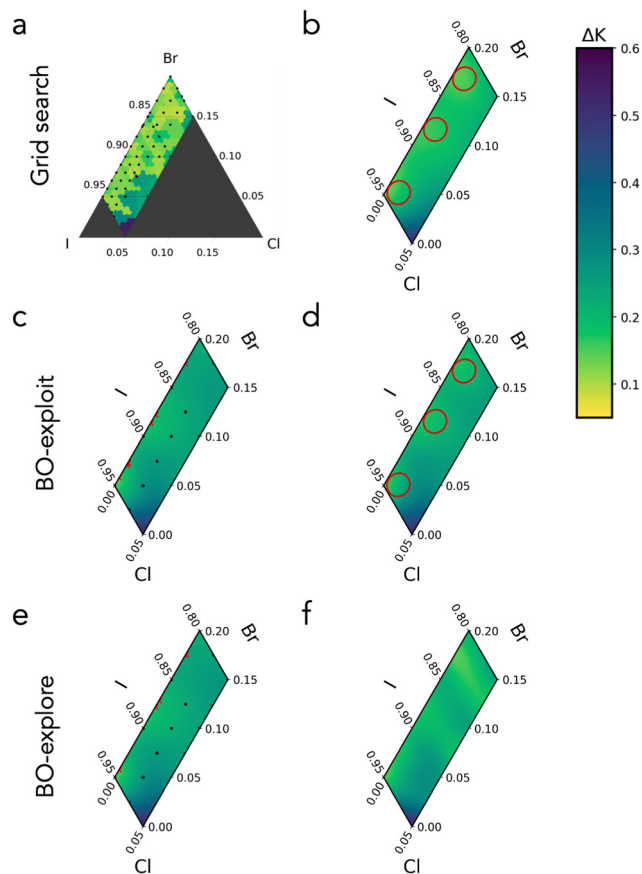 a
b
ΔK
Grid search
Br
0.85
0.90
0.95
0.15
0.10
0.05
I
0.05
0.10
0.15
Cl
0.80
0.20
Br
0.85
0.15
I
0.90
0.10
0.95
0.05
0.00
0.00
0.05
Cl
0.6
0.5
0.4
0.3
0.2
0.1
c
d
BO-exploit
0.80
0.20
Br
0.85
0.15
I
0.90
0.10
0.95
0.05
0.00
0.00
0.05
Cl
0.80
0.20
Br
0.85
0.15
I
0.90
0.10
0.95
0.05
0.00
0.00
0.05
Cl
e
f
BO-explore
0.80
0.20
Br
0.85
0.15
I
0.90
0.10
0.95
0.05
0.00
0.00
0.05
Cl
0.80
0.20
Br
0.85
0.15
I
0.90
0.10
0.95
0.05
0.00
0.00
0.05
Cl